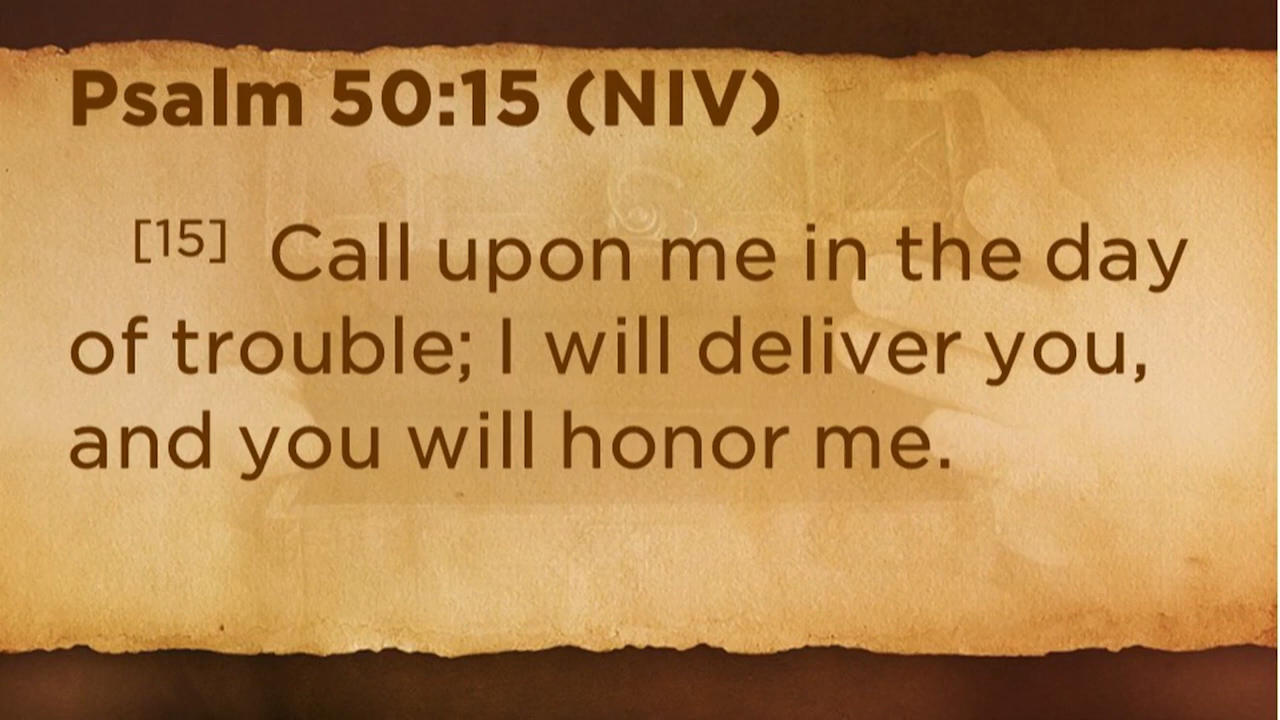 Psalm 50:15 (NIV)
[15] Call upon me in the day
of trouble; I will deliver you,
and you will honor me.